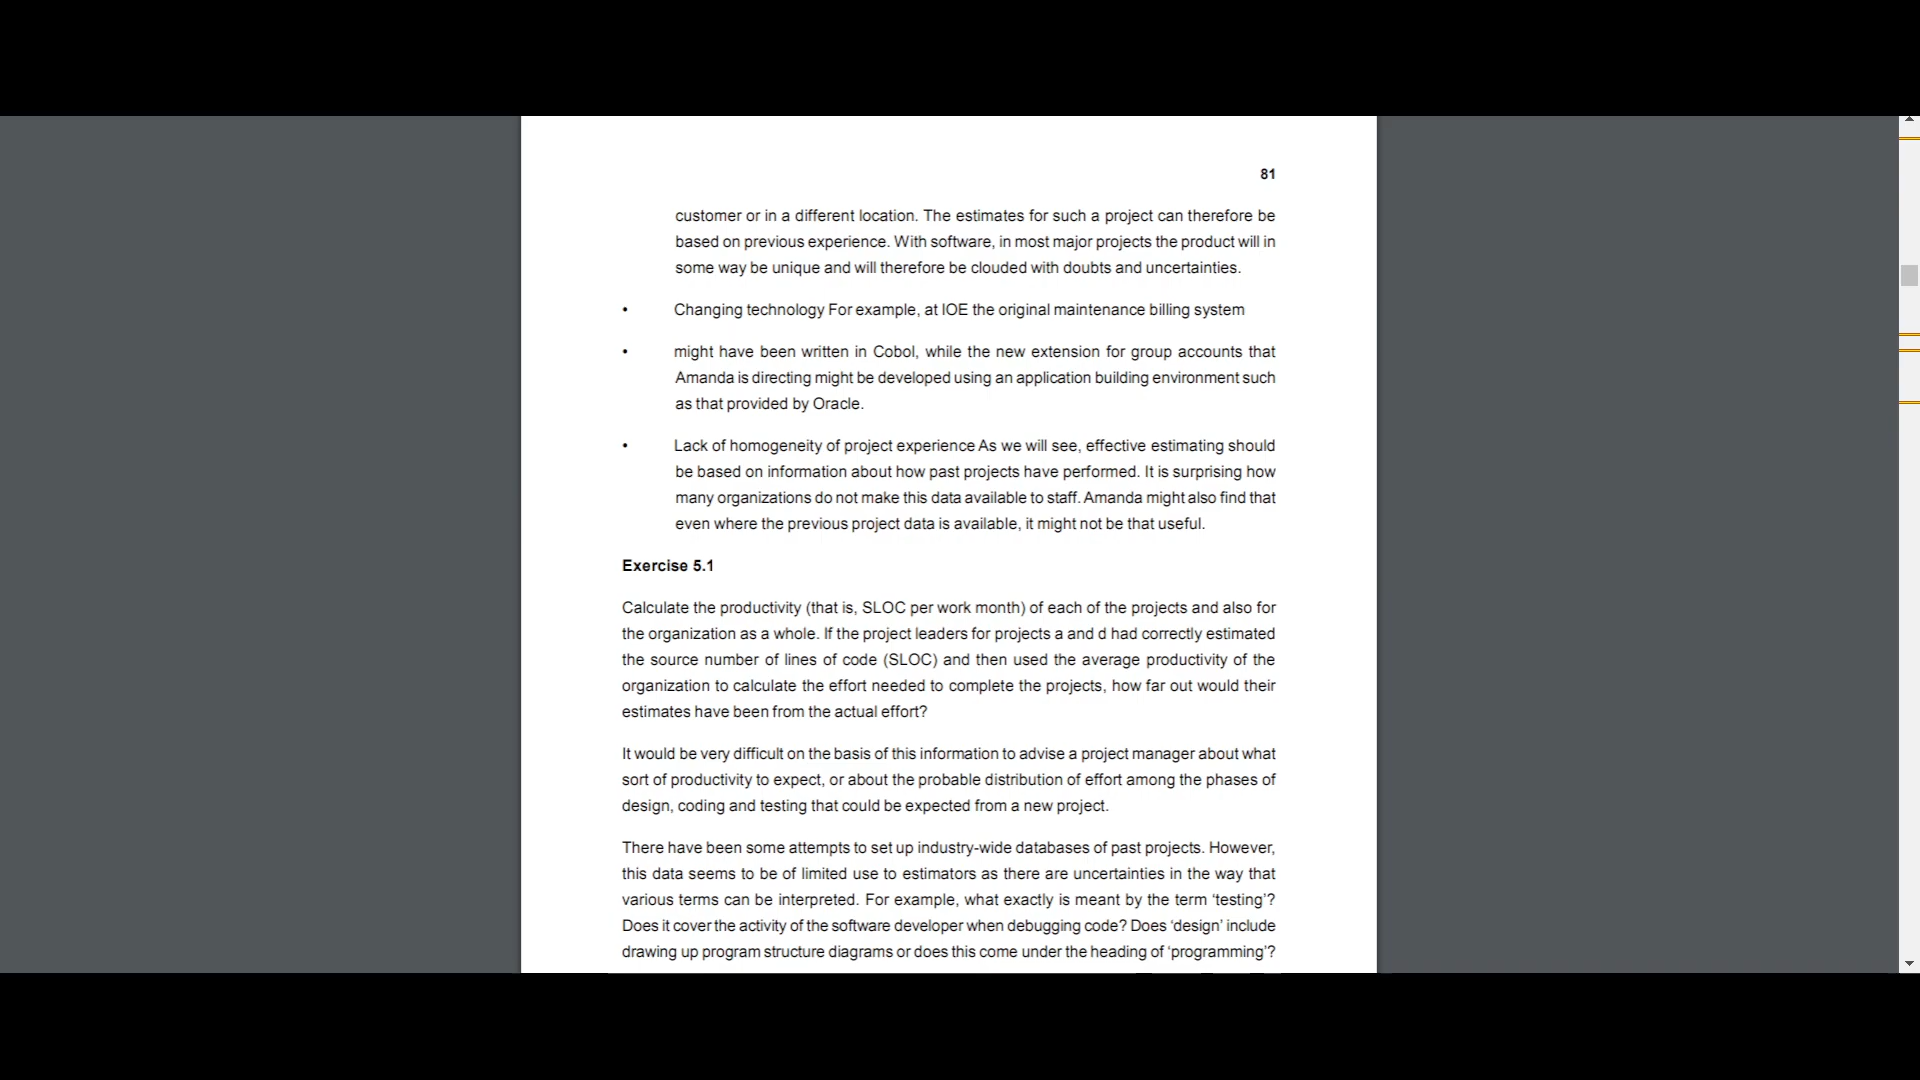 81
customer or in a different location. The estimates for such a project can therefore be
based on previous experience. With software, in most major projects the product will in
some way be unique and will therefore be clouded with doubts and uncertainties.
• Changing technology For example, at IOE the original maintenance billing system
• might have been written in Cobol, while the new extension for group accounts that
Amanda is directing might be developed using an application building environment such
as that provided by Oracle.
• Lack of homogeneity of project experience As we will see, effective estimating should
be based on information about how past projects have performed. It is surprising how
many organizations do not make this data available to staff. Amanda might also find that
even where the previous project data is available, it might not be that useful.
Exercise 5.1
Calculate the productivity (that is, SLOC per work month) of each of the projects and also for
the organization as a whole. If the project leaders for projects a and d had correctly estimated
the source number of lines of code (SLOC) and then used the average productivity of the
organization to calculate the effort needed to complete the projects, how far out would their
estimates have been from the actual effort?
It would be very difficult on the basis of this information to advise a project manager about what
sort of productivity to expect, or about the probable distribution of effort among the phases of
design, coding and testing that could be expected from a new project.
There have been some attempts to set up industry-wide databases of past projects. However,
this data seems to be of limited use to estimators as there are uncertainties in the way that
various terms can be interpreted. For example, what exactly is meant by the term ‘testing’?
Does it cover the activity of the software developer when debugging code? Does ‘design’ include
drawing up program structure diagrams or does this come under the heading of ‘programming’?